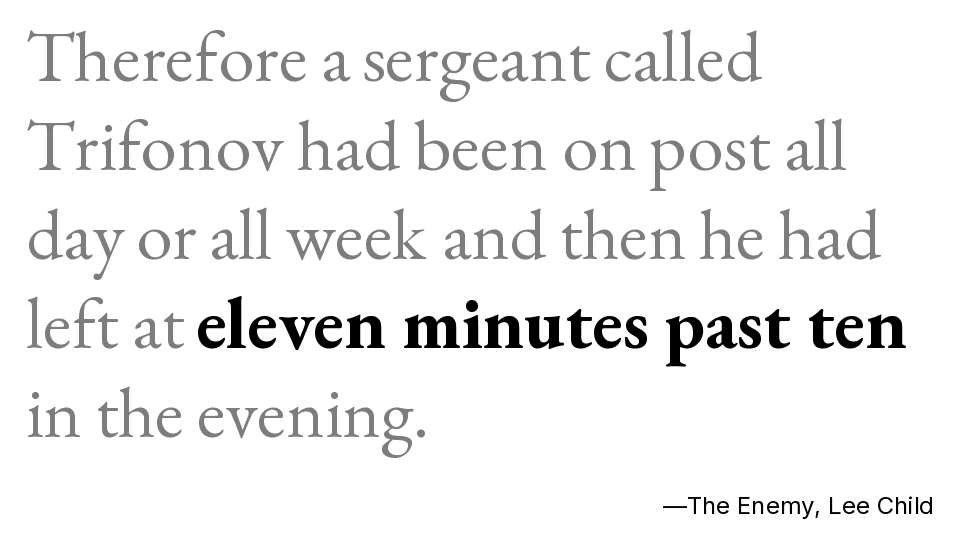 Therefore a sergeant called
Trifonov had been on post all
day or all week and then he had
left at eleven minutes past ten
in the evening.
—The Enemy, Lee Child